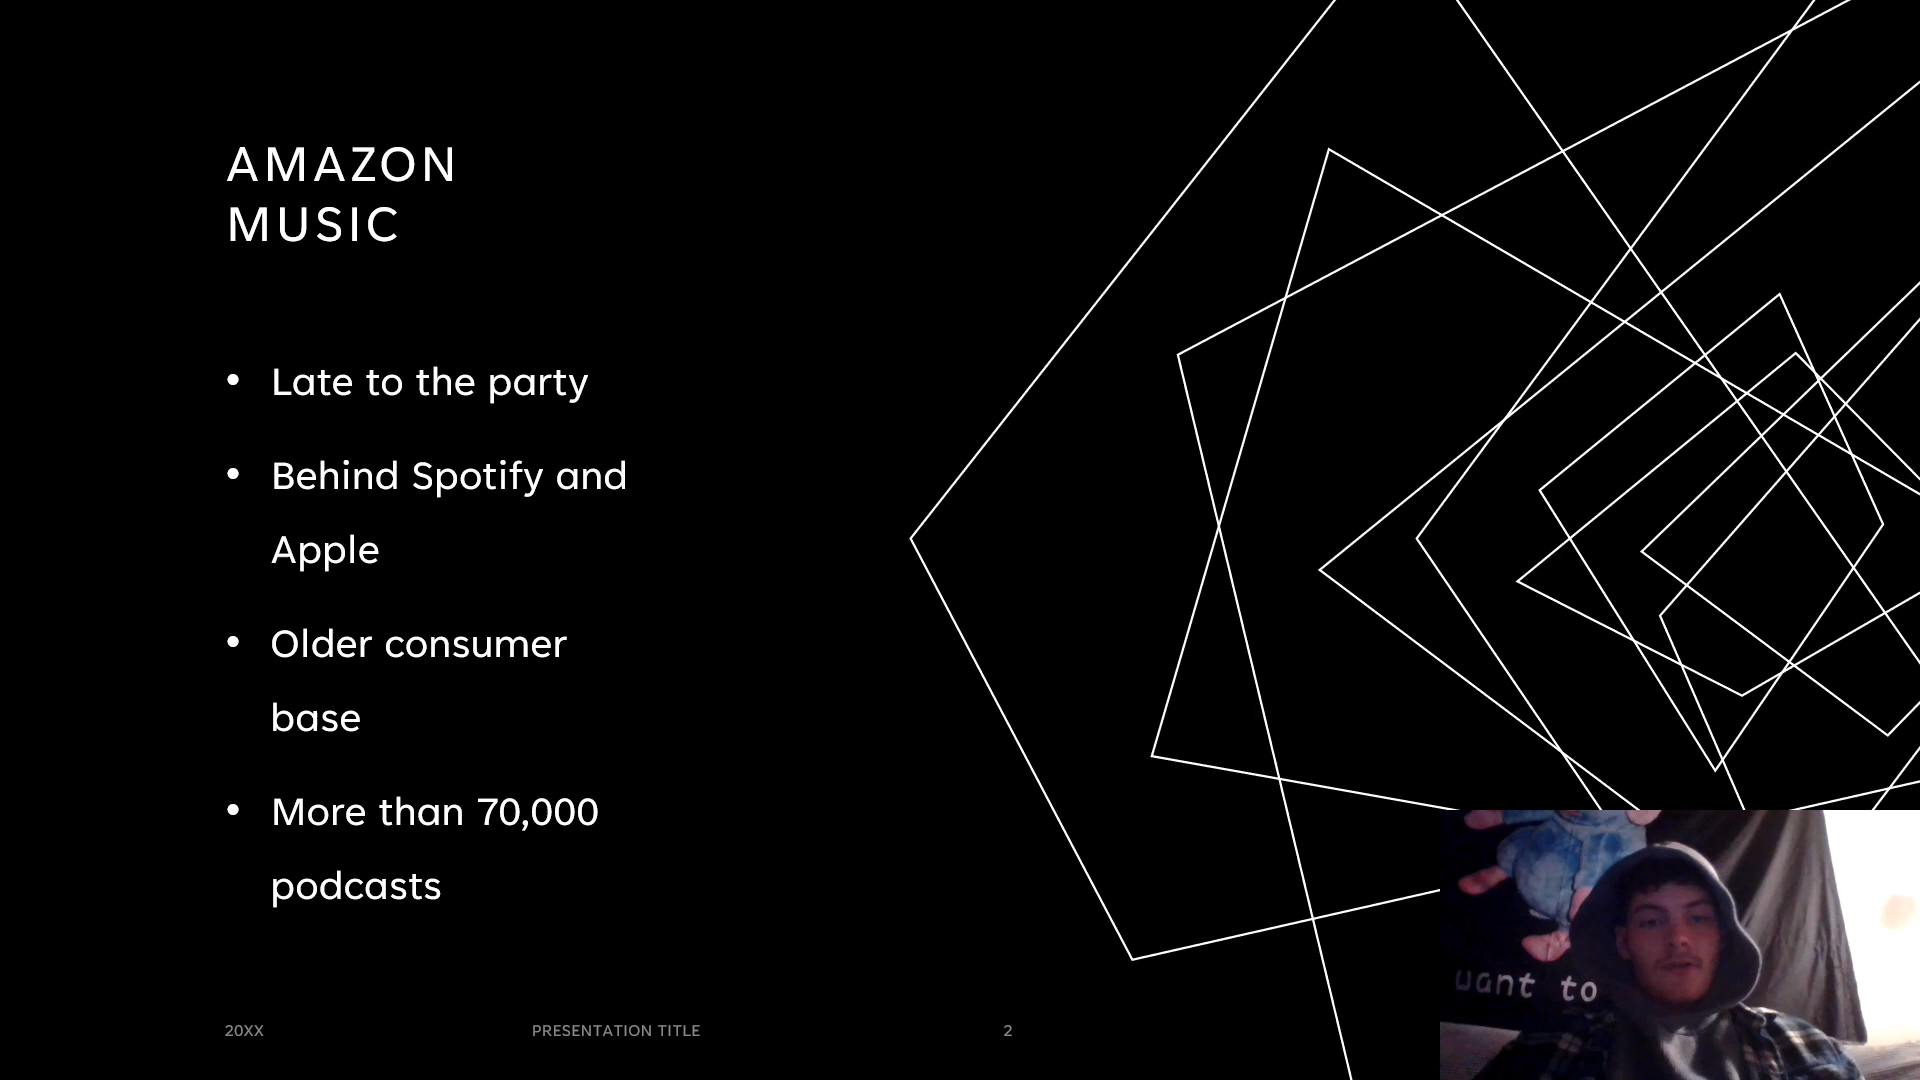 AMAZON
MUSIC
• Late to the party
• Behind Spotify and
Apple
• Older consumer
base
• More than 70,000
podcasts
want to
20XX PRESENTATION TITLE 2